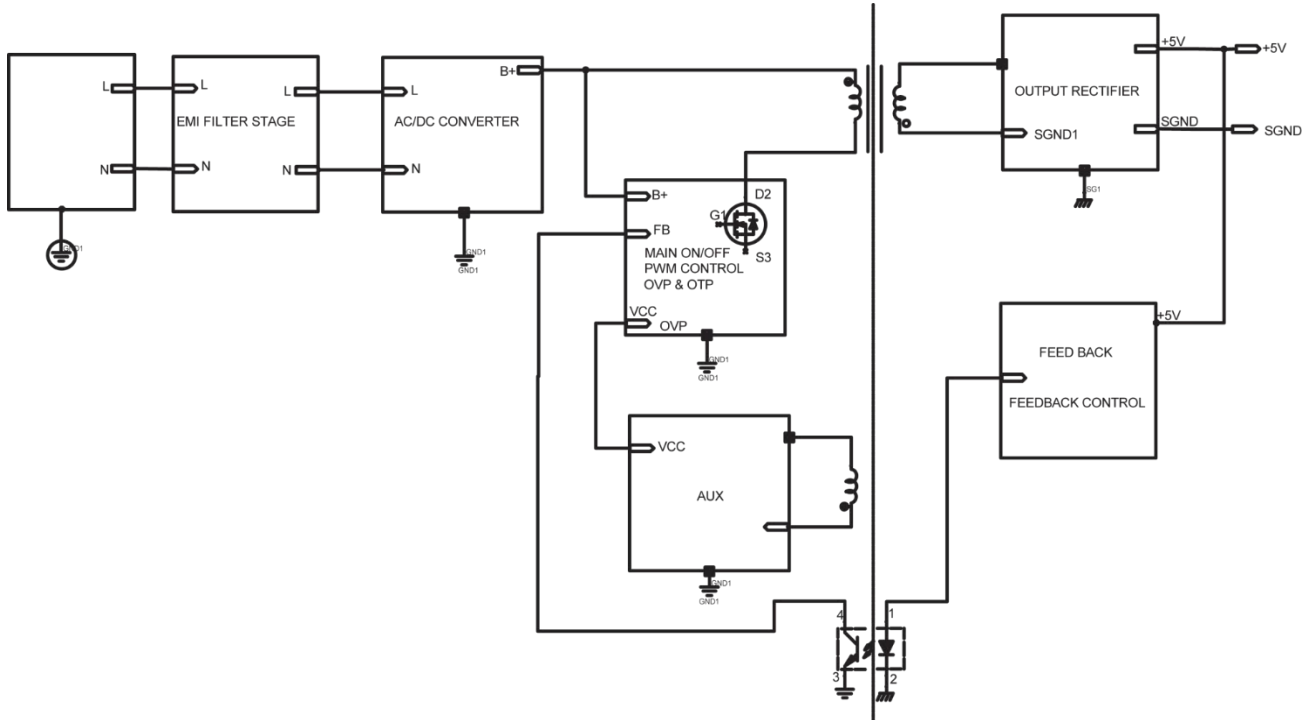 L
N
GND1
L
N
EMI FILTER STAGE
L
N
L
N
AC/DC CONVERTER
B+
GND1
GND1
B+
FB
G1
D2
S3
MAIN ON/OFF
PWM CONTROL
OVP & OTP
VCC
OVP
GND1
GND1
VCC
AUX
GND1
GND1
4
3
1
2
OUTPUT RECTIFIER
SGND1
+5V
SGND
SG1
+5V
SGND
+5V
FEED BACK
FEEDBACK CONTROL